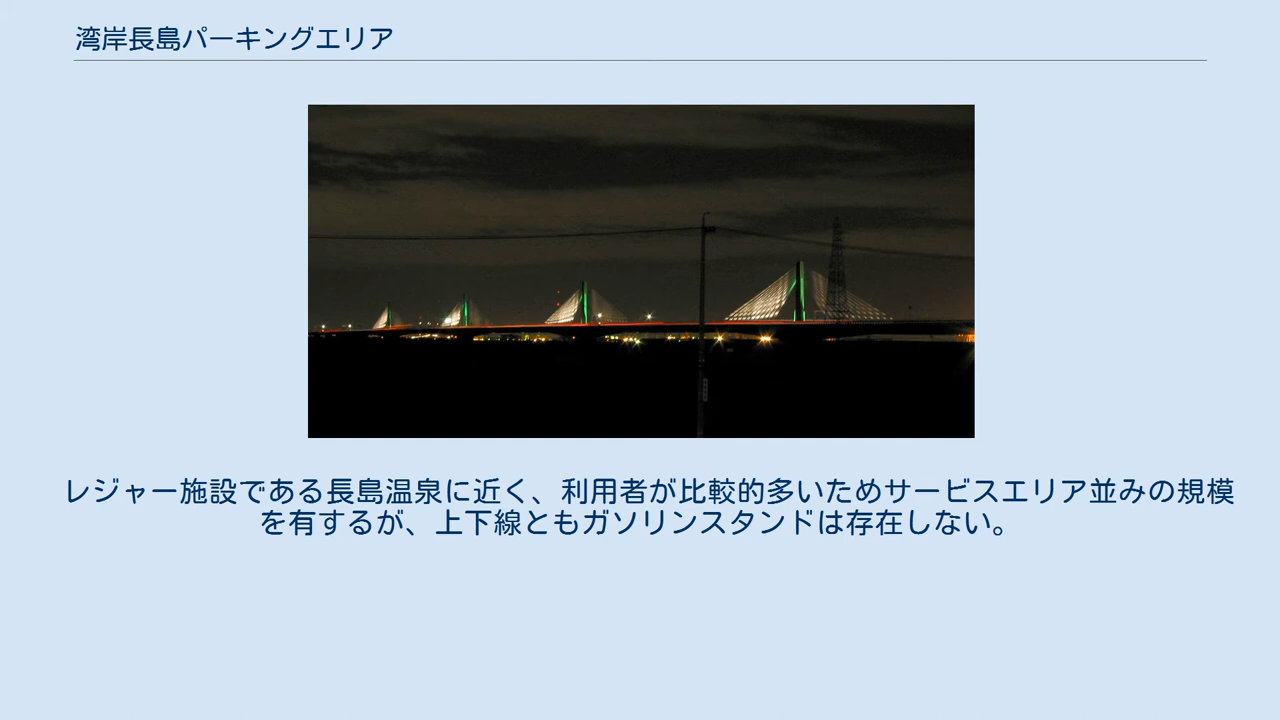 湾岸長島パーキングエリア
レジャー施設である長島温泉に近く、利用者が比較的多いためサービスエリア並みの規模
を有するが、上下線ともガソリンスタンドは存在しない。